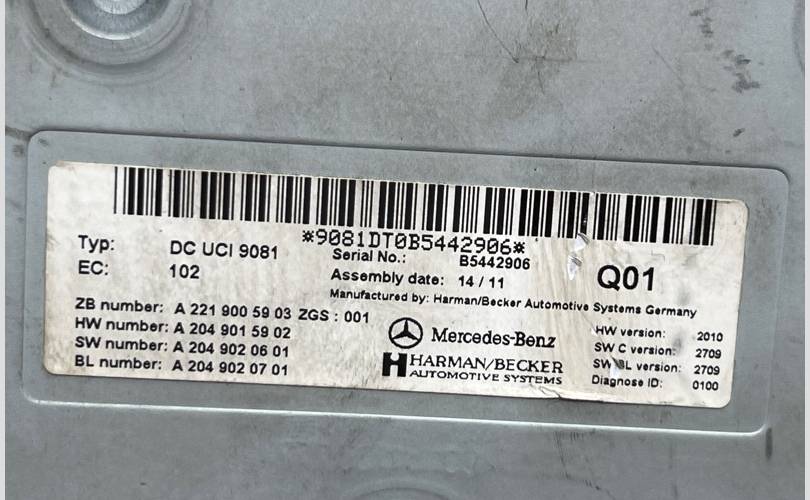 *9081DT0B5442906*
Typ: DC UCI 9081
EC: 102
Serial No.: B5442906
Assembly date: 14 / 11
Manufactured by: Harman/Becker Automotive Systems Germany
Q01
ZB number: A 221 900 59 03 ZGS : 001
HW number: A 204 901 59 02
SW number: A 204 902 06 01
BL number: A 204 902 07 01
Mercedes-Benz
HARMAN/BECKER
AUTOMOTIVE SYSTEMS
HW version: 2010
SW C version: 2709
SW BL version: 2709
Diagnose ID: 0100